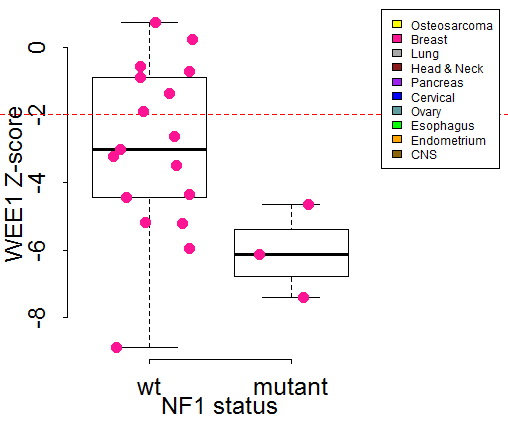 WEE1 Z-score
0
-2
-4
-6
-8
wt
mutant
NF1 status
Osteosarcoma
Breast
Lung
Head & Neck
Pancreas
Cervical
Ovary
Esophagus
Endometrium
CNS